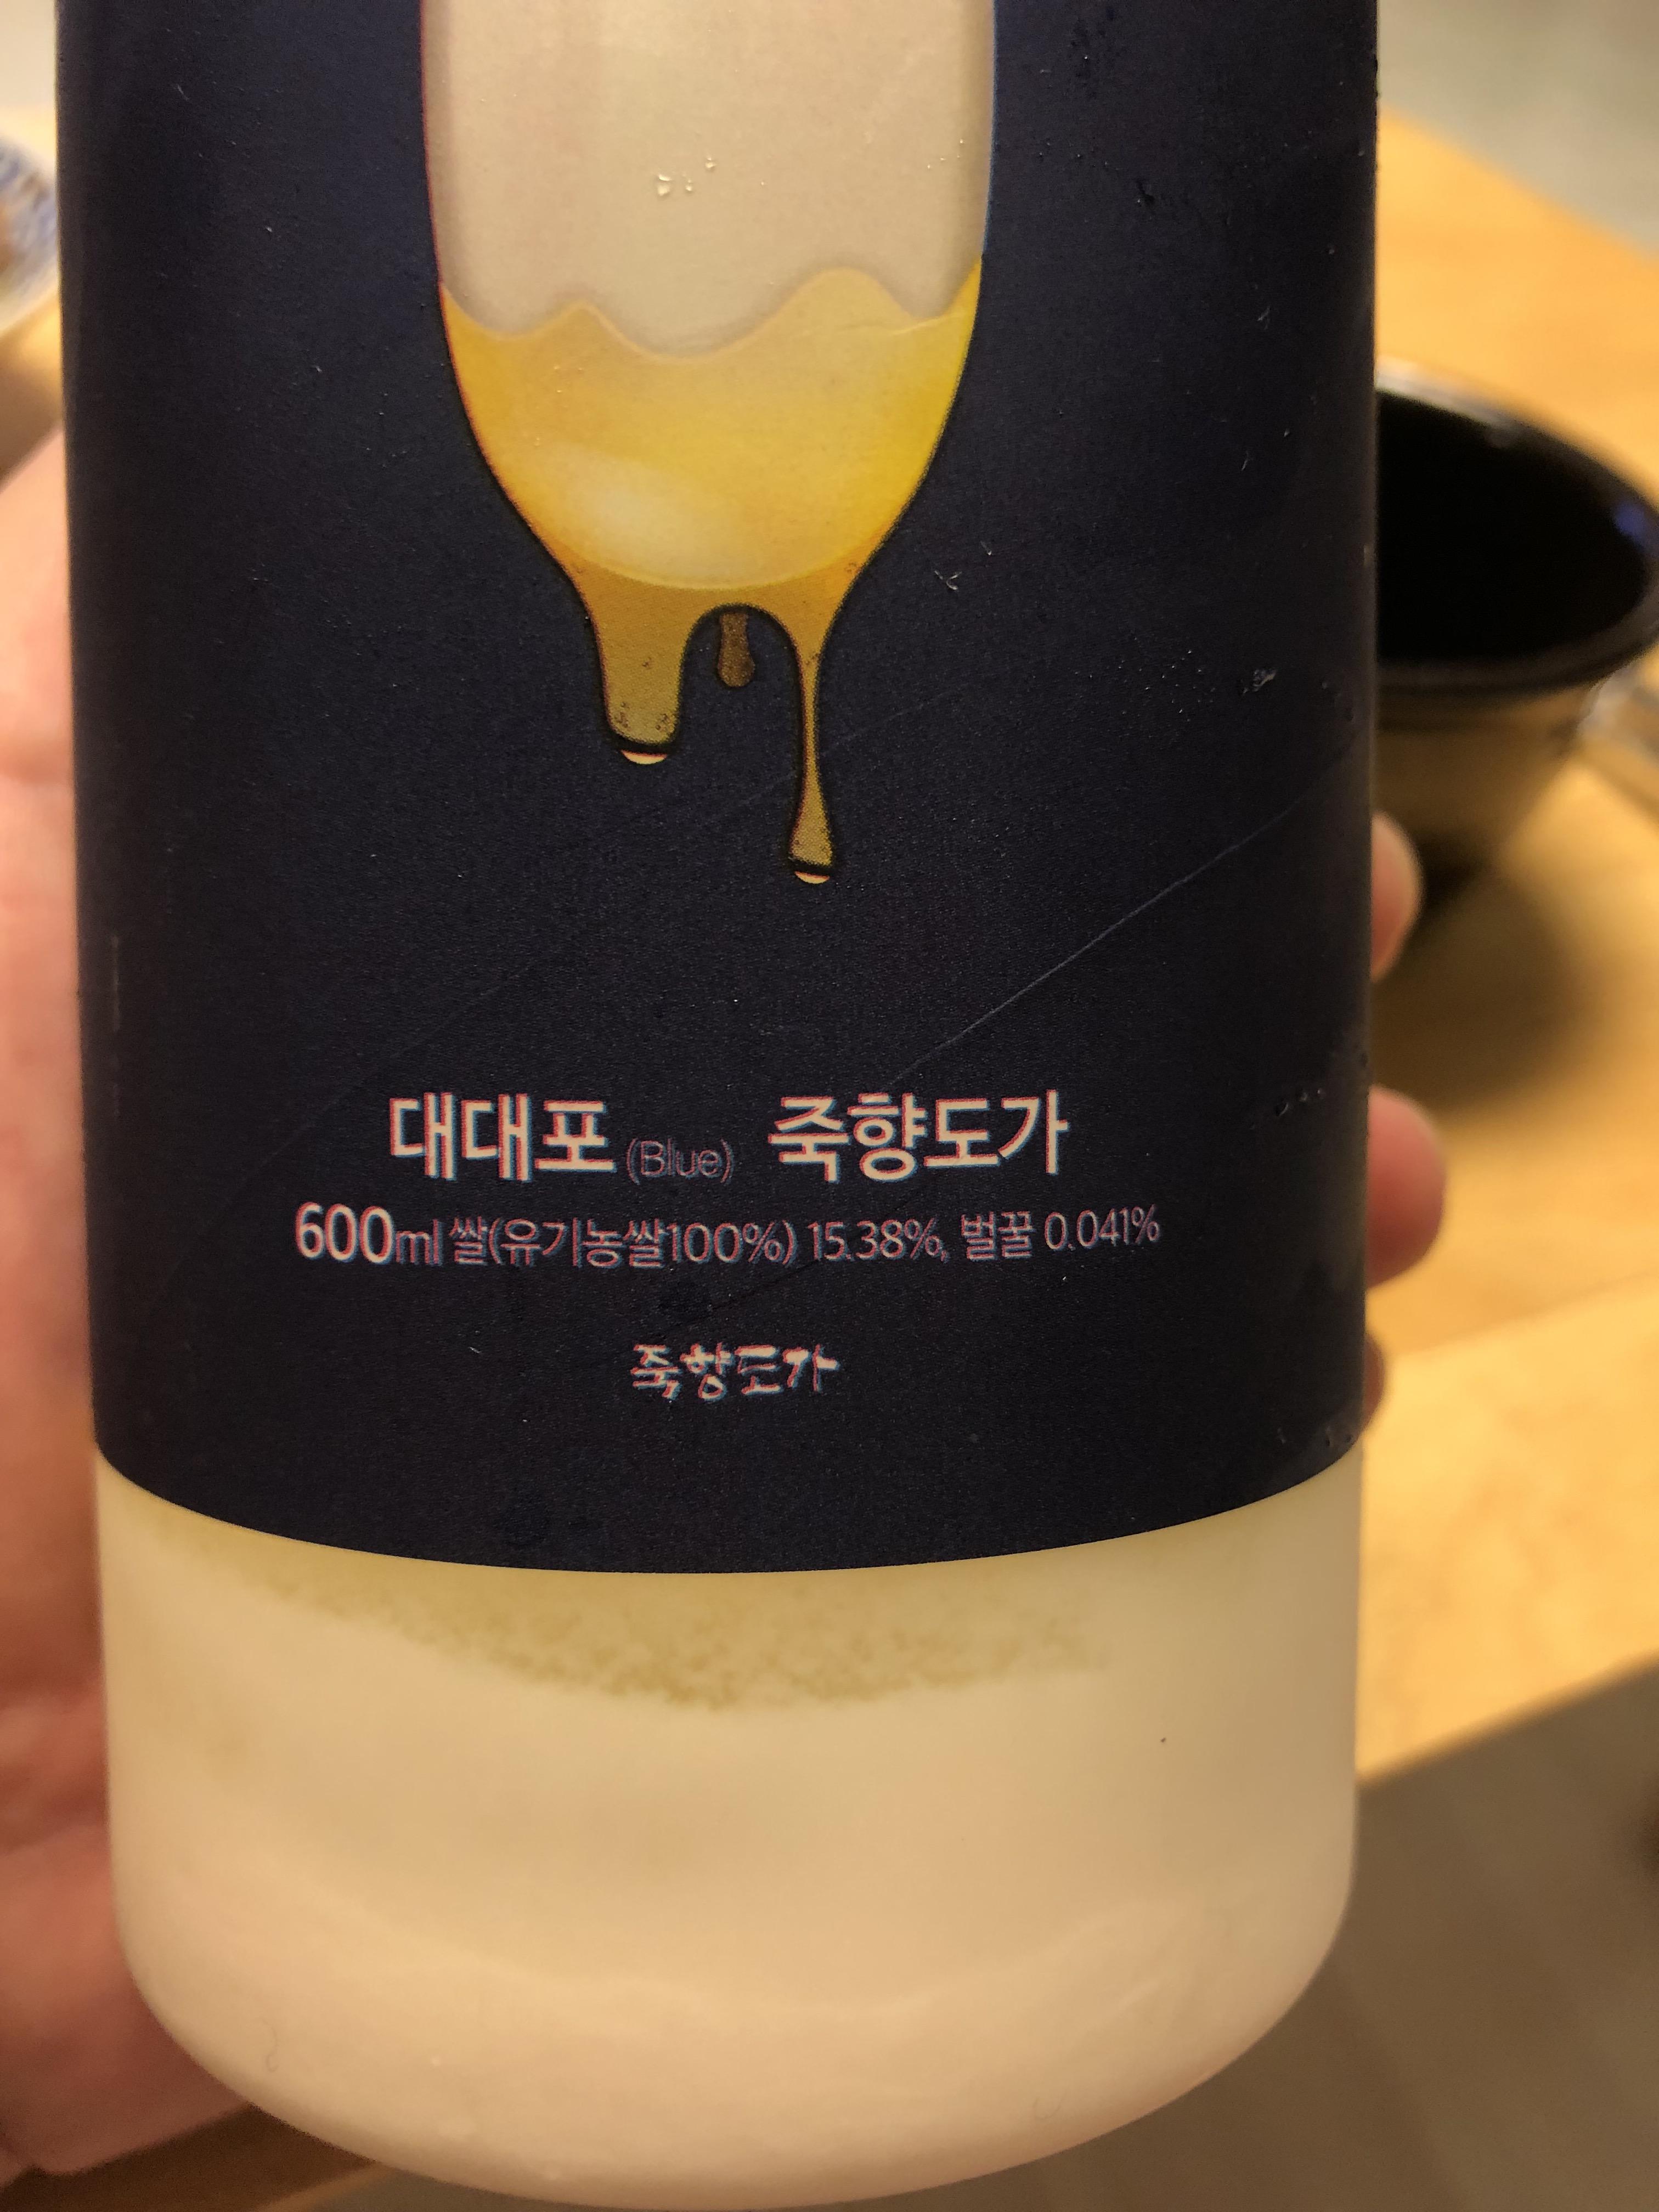 대대포 (Blue) 죽향도가
600ml 쌀(유기농쌀100%) 15.38%, 벌꿀 0.041%
죽향도가